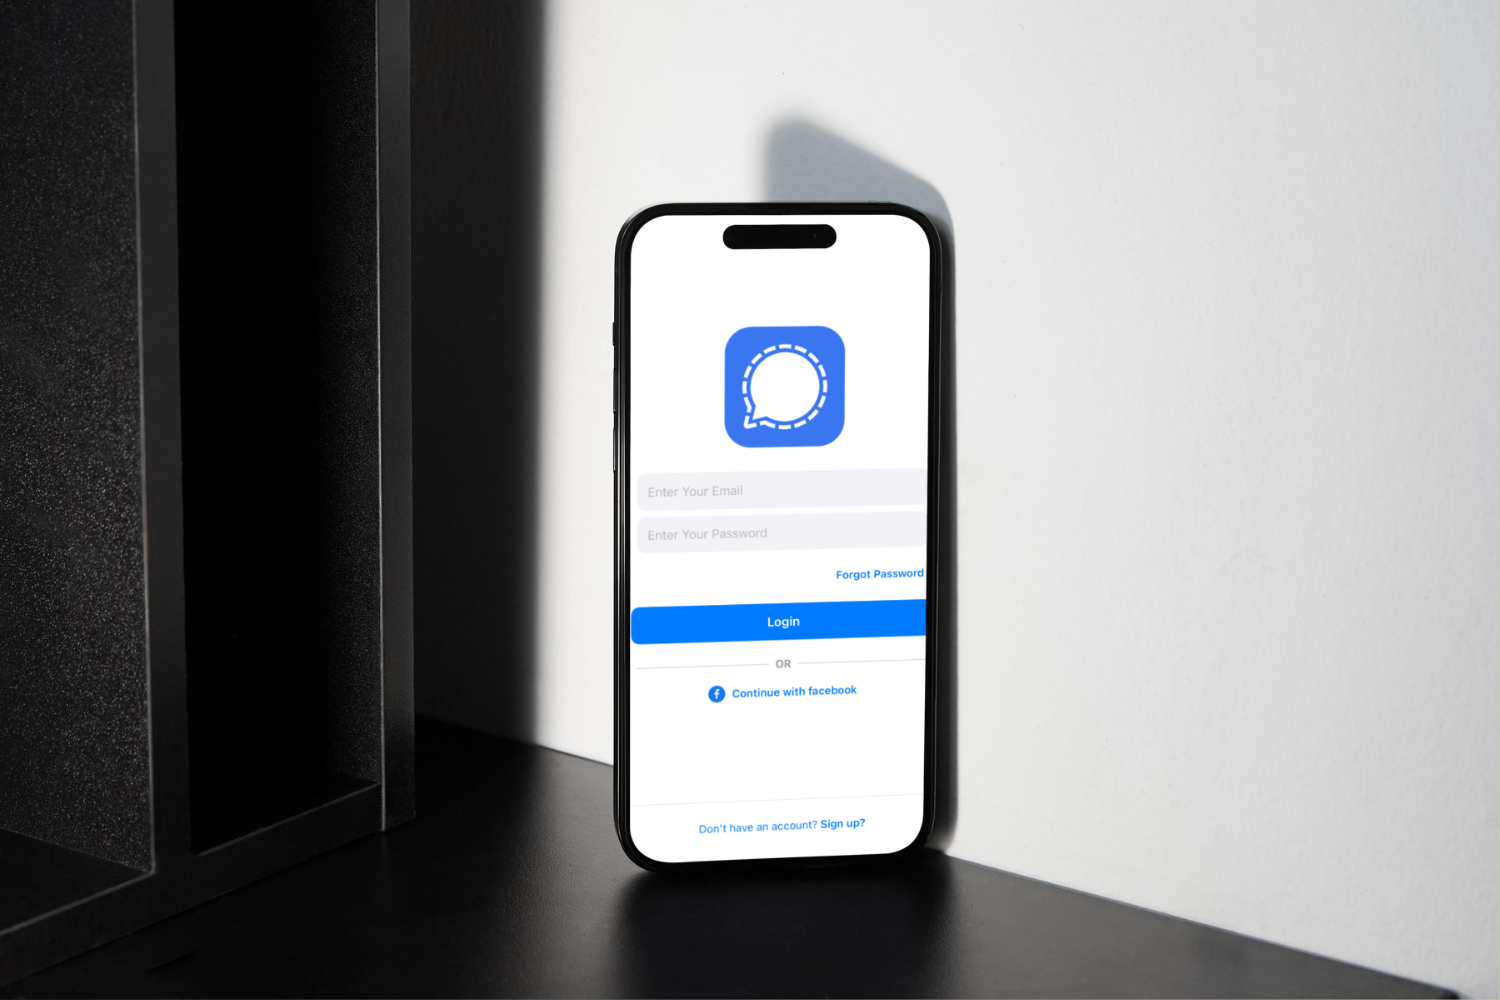 Enter Your Email
Enter Your Password
Forgot Password
Login
OR
Continue with facebook
Don't have an account? Sign up?